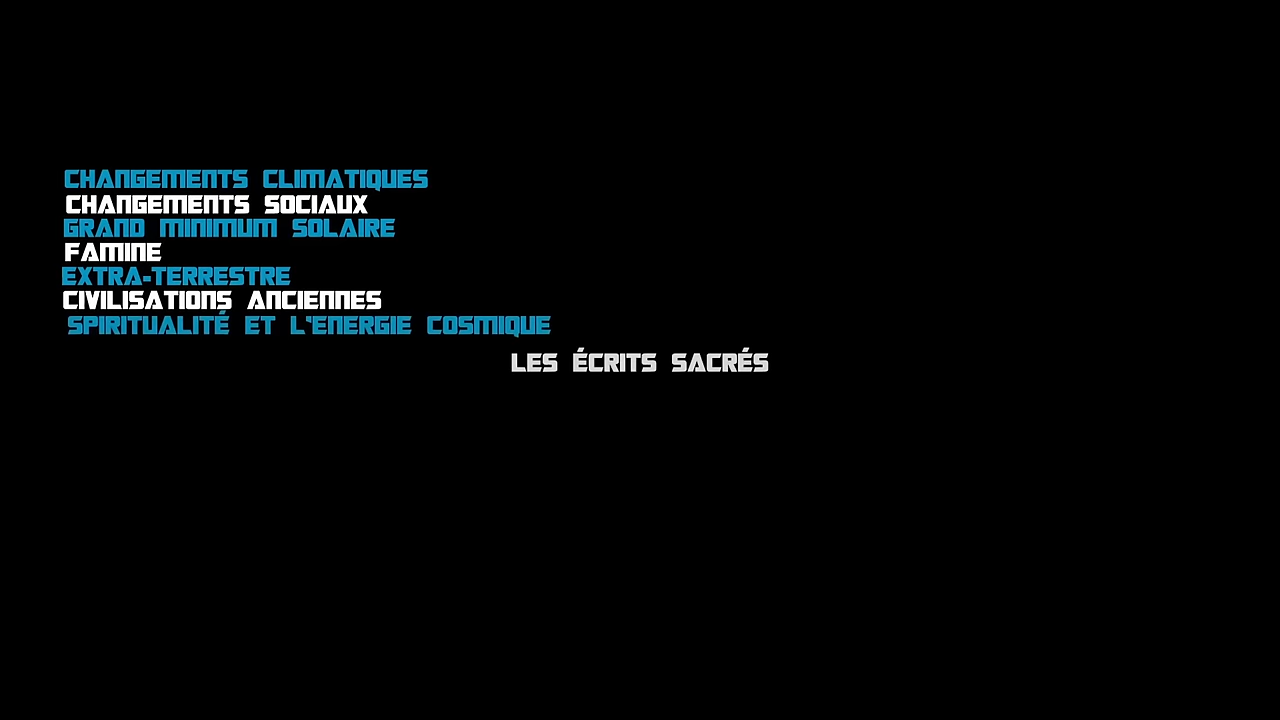 CHANGEMENTS CLIMATIQUES
CHANGEMENTS SOCIAUX
GRAND MINIMUM SOLAIRE
FAMINE
EXTRA-TERRESTRE
CIVILISATIONS ANCIENNES
SPIRITUALITÉ ET L'ENERGIE COSMIQUE
LES ÉCRITS SACRÉS